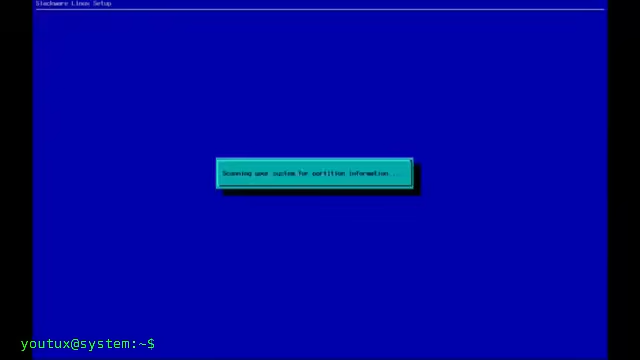 Slackware Linux Setup
Scanning your system for partition information...
youtux@system:~$